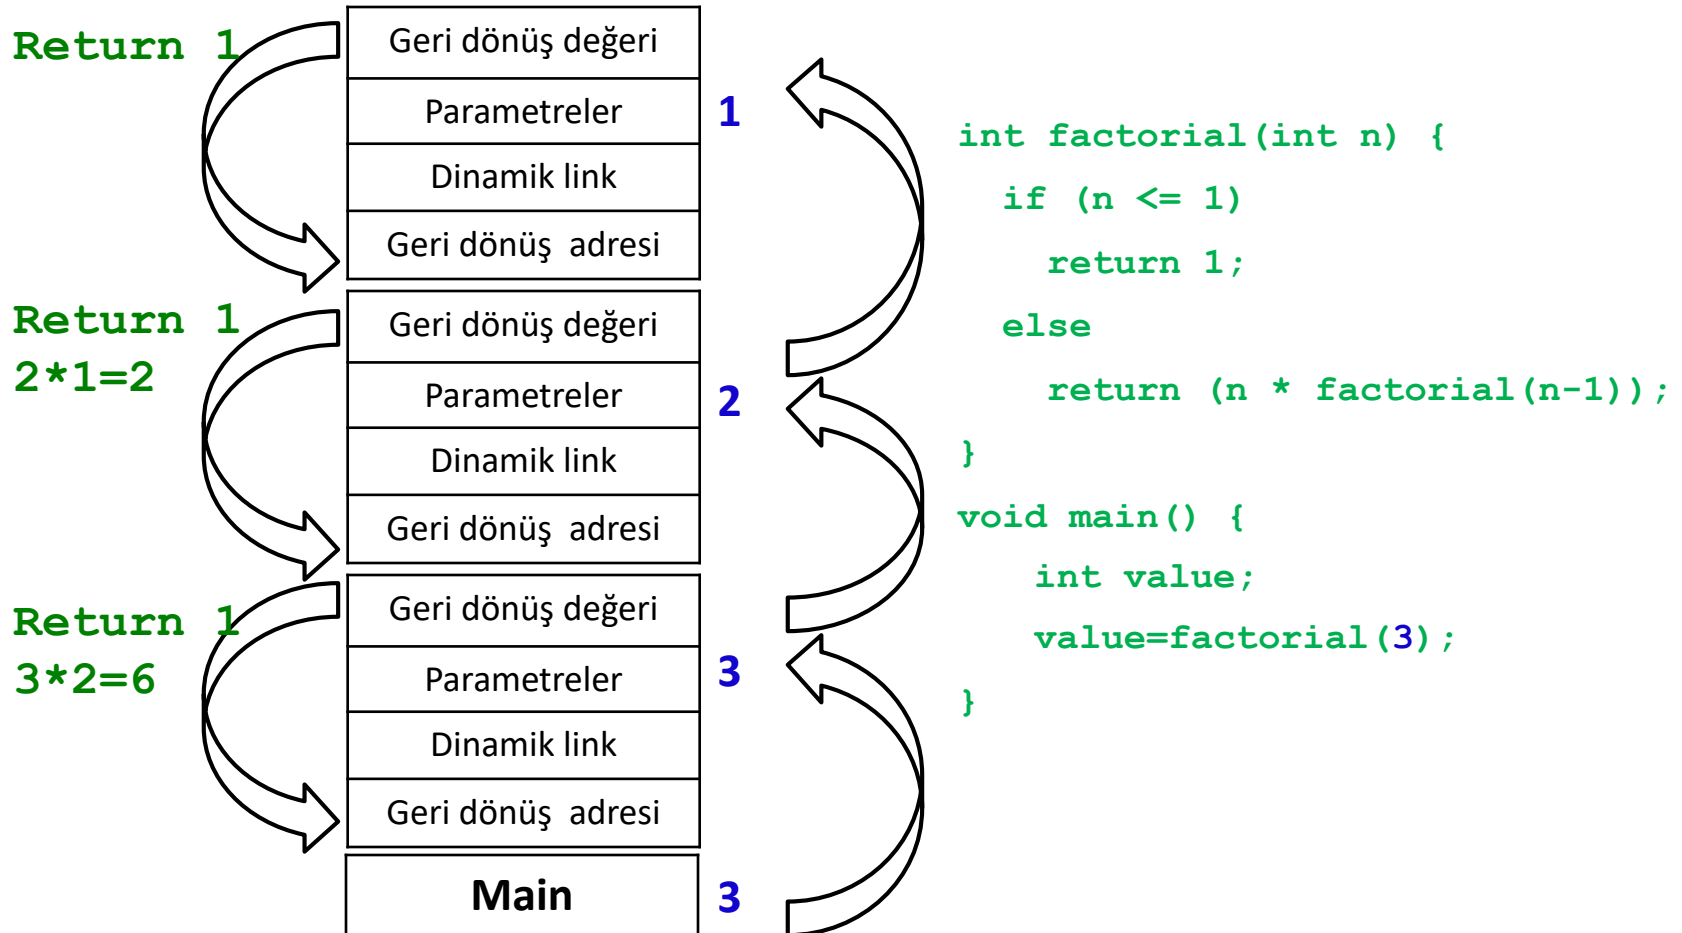 Return 1
Geri dönüş değeri
Parametreler
1
Dinamik link
Geri dönüş adresi
Return 1
2*1=2
Geri dönüş değeri
Parametreler
2
Dinamik link
Geri dönüş adresi
Return 1
3*2=6
Geri dönüş değeri
Parametreler
3
Dinamik link
Geri dönüş adresi
Main
3
int factorial(int n) {
if (n <= 1)
return 1;
else
return (n * factorial(n-1));
}
void main() {
int value;
value=factorial(3);
}